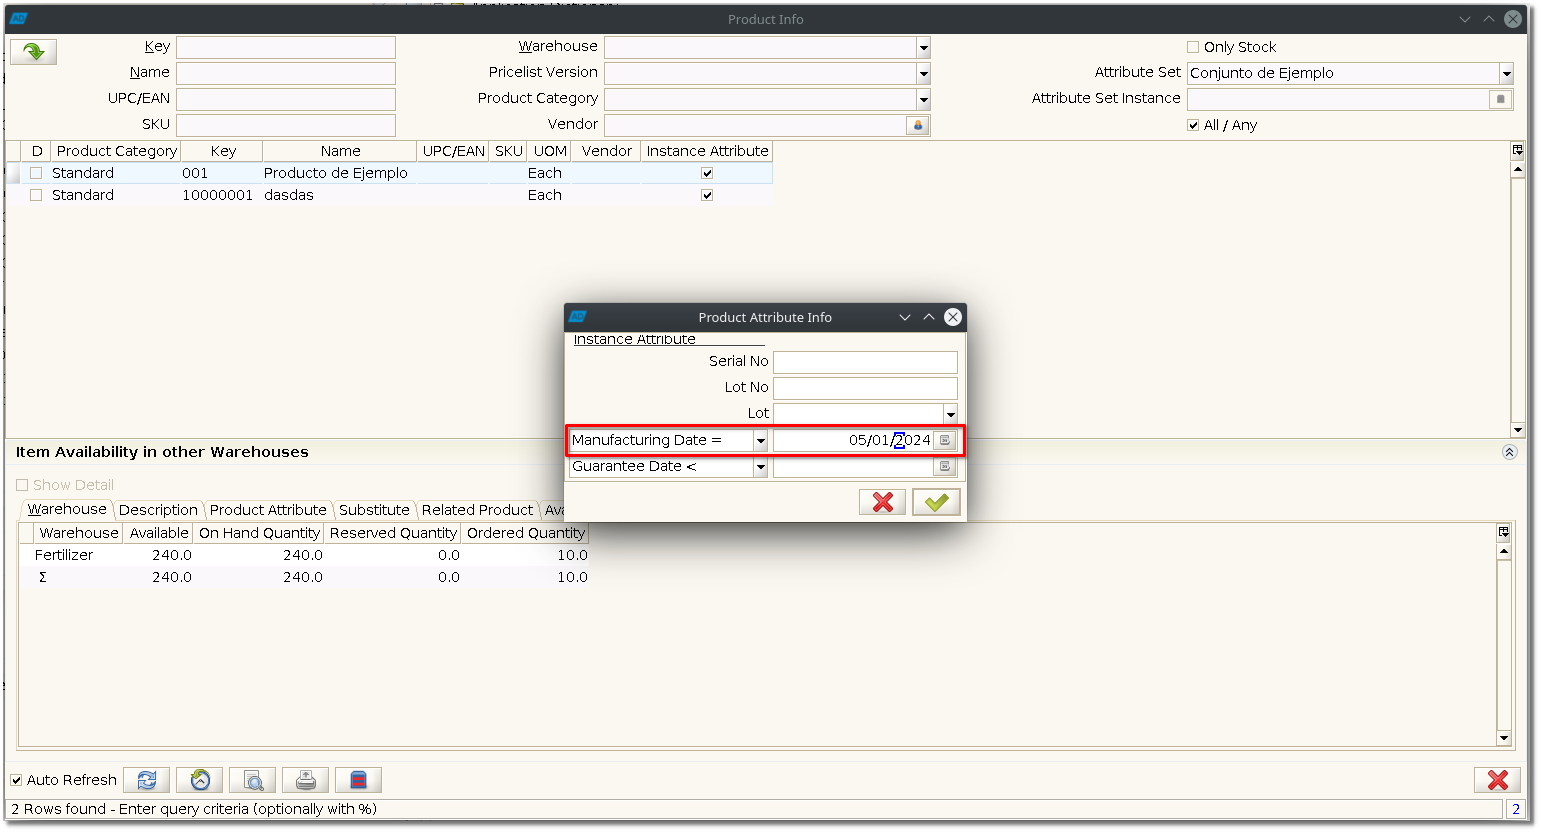 Product Info
Key
Warehouse
Only Stock
Name
Pricelist Version
Attribute Set Conjunto de Ejemplo
UPC/EAN
Product Category
Attribute Set Instance
SKU
Vendor
All / Any
D Product Category Key Name UPC/EAN SKU UOM Vendor Instance Attribute
Standard 001 Producto de Ejemplo Each
Standard 10000001 dasdas Each
Product Attribute Info
Instance Attribute
Serial No
Lot No
Lot
Manufacturing Date = 05/01/2024
Guarantee Date <
Item Availability in other Warehouses
Show Detail
Warehouse Description Product Attribute Substitute Related Product
Warehouse Available On Hand Quantity Reserved Quantity Ordered Quantity
Fertilizer 240.0 240.0 0.0 10.0
Σ 240.0 240.0 0.0 10.0
Auto Refresh
2 Rows found - Enter query criteria (optionally with %) 2